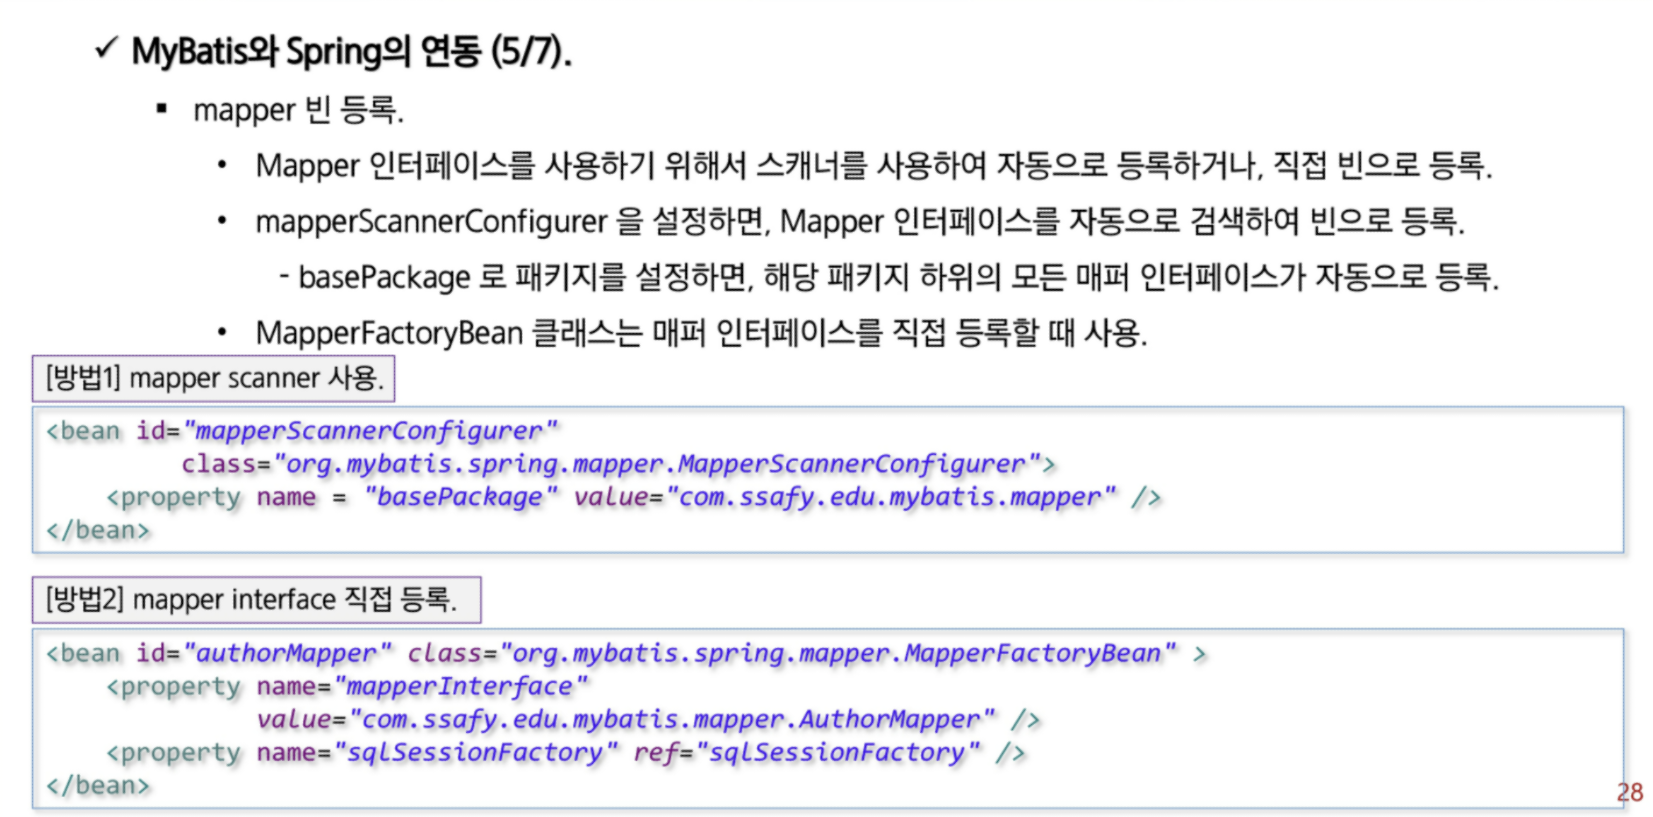 ✓ MyBatis와 Spring의 연동 (5/7).
▪ mapper 빈 등록.
• Mapper 인터페이스를 사용하기 위해서 스캐너를 사용하여 자동으로 등록하거나, 직접 빈으로 등록.
• mapperScannerConfigurer 을 설정하면, Mapper 인터페이스를 자동으로 검색하여 빈으로 등록.
- basePackage 로 패키지를 설정하면, 해당 패키지 하위의 모든 매퍼 인터페이스가 자동으로 등록.
• MapperFactoryBean 클래스는 매퍼 인터페이스를 직접 등록할 때 사용.
[방법1] mapper scanner 사용.
<bean id="mapperScannerConfigurer"
class="org.mybatis.spring.mapper.MapperScannerConfigurer">
<property name = "basePackage" value="com.ssafy.edu.mybatis.mapper" />
</bean>
[방법2] mapper interface 직접 등록.
<bean id="authorMapper" class="org.mybatis.spring.mapper.MapperFactoryBean" >
<property name="mapperInterface"
value="com.ssafy.edu.mybatis.mapper.AuthorMapper" />
<property name="sqlSessionFactory" ref="sqlSessionFactory" />
</bean>
28